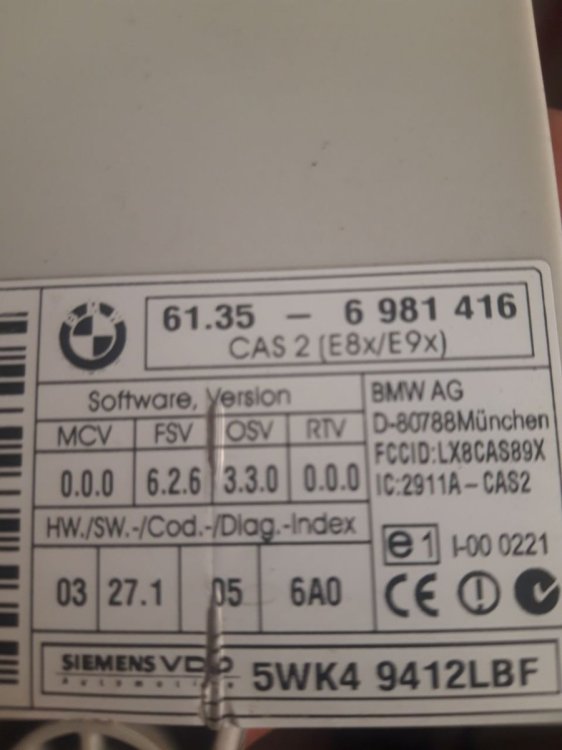 BMW
61.35 – 6 981 416
CAS 2 (E8x/E9x)
Software, Version
MCV FSV OSV RTV
0.0.0 6.2.6 3.3.0 0.0.0
HW./SW.-/Cod.-/Diag.-Index
03 27.1 05 6A0
BMW AG
D-80788München
FCCID:LX8CAS89X
IC:2911A–CAS2
e1 I-00 0221
CE
SIEMENS VDO
Automotive
5WK4 9412LBF